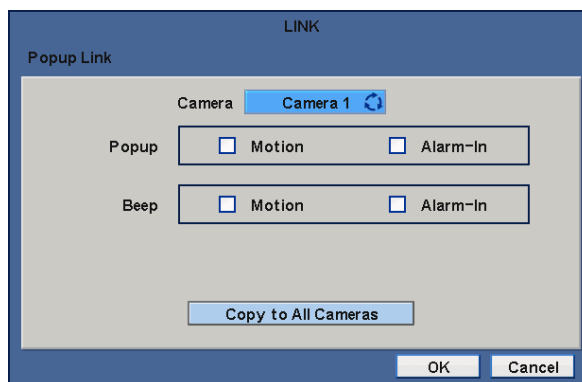 LINK
Popup Link
Camera Camera 1
Popup Motion Alarm-In
Beep Motion Alarm-In
Copy to All Cameras
OK Cancel